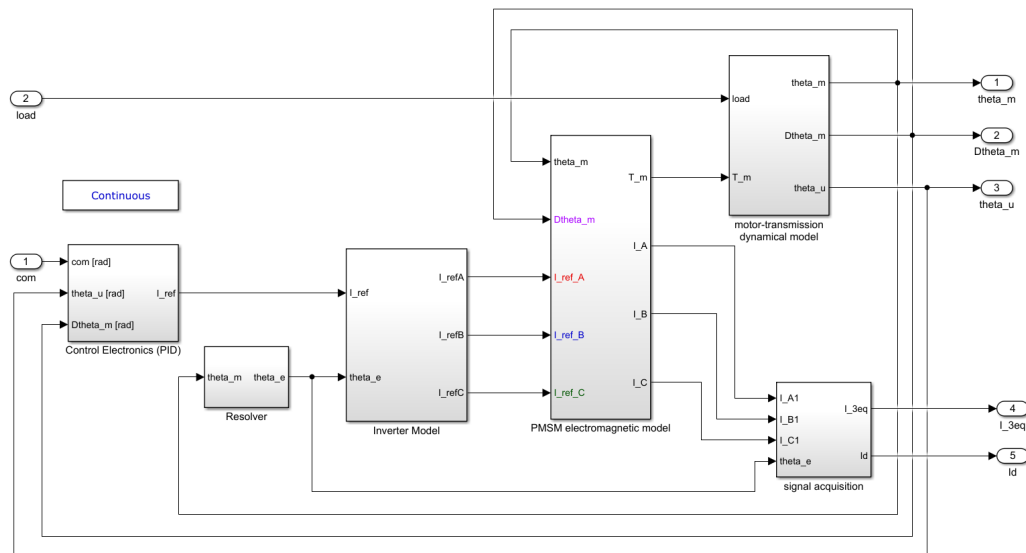 2
load
Continuous
1
com
com [rad]
theta_u [rad]
Dtheta_m [rad]
I_ref
Control Electronics (PID)
theta_m
theta_e
Resolver
I_ref
theta_e
I_refA
I_refB
I_refC
Inverter Model
theta_m
Dtheta_m
I_ref_A
I_ref_B
I_ref_C
T_m
I_A
I_B
I_C
PMSM electromagnetic model
load
T_m
theta_m
Dtheta_m
theta_u
motor-transmission
dynamical model
I_A1
I_B1
I_C1
theta_e
I_3eq
Id
signal acquisition
1
theta_m
2
Dtheta_m
3
theta_u
4
I_3eq
5
Id